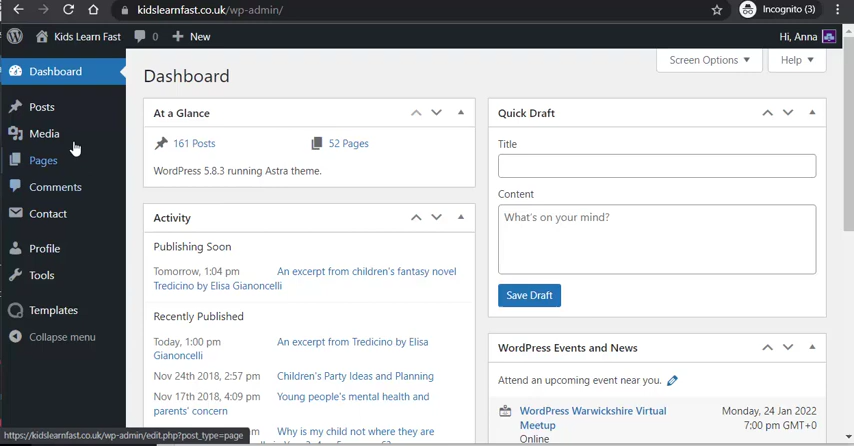 kidslearnfast.co.uk/wp-admin/
Incognito (3)
Kids Learn Fast
0
New
Hi, Anna
Dashboard
Posts
Media
Pages
Comments
Contact
Profile
Tools
Templates
Collapse menu
Screen Options
Help
Dashboard
At a Glance
161 Posts
52 Pages
WordPress 5.8.3 running Astra theme.
Activity
Publishing Soon
Tomorrow, 1:04 pm An excerpt from children's fantasy novel
Tredicino by Elisa Gianoncelli
Recently Published
Today, 1:00 pm An excerpt from Tredicino by Elisa
Gianoncelli
Nov 24th 2018, 2:57 pm Children's Party Ideas and Planning
Nov 17th 2018, 4:09 pm Young people's mental health and
parents' concern
Why is my child not where they are
Quick Draft
Title
Content
What's on your mind?
Save Draft
WordPress Events and News
Attend an upcoming event near you.
WordPress Warwickshire Virtual Monday, 24 Jan 2022
Meetup 7:00 pm GMT+0
Online
https://kidslearnfast.co.uk/wp-admin/edit.php?post_type=page